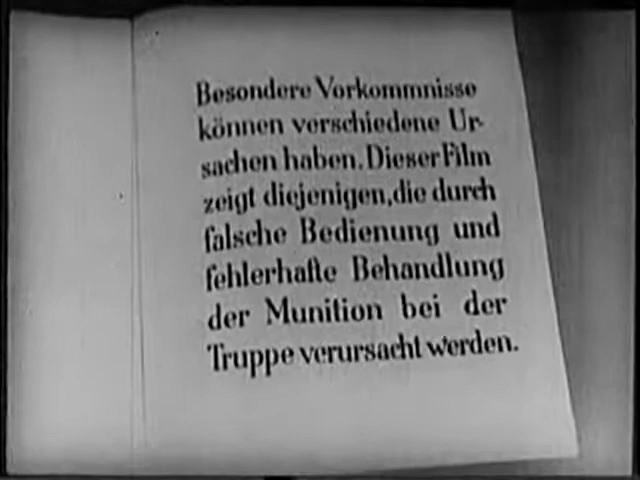 Besondere Vorkommnisse
können verschiedene Ur-
sachen haben. Dieser Film
zeigt diejenigen, die durch
falsche Bedienung und
fehlerhafte Behandlung
der Munition bei der
Truppe verursacht werden.